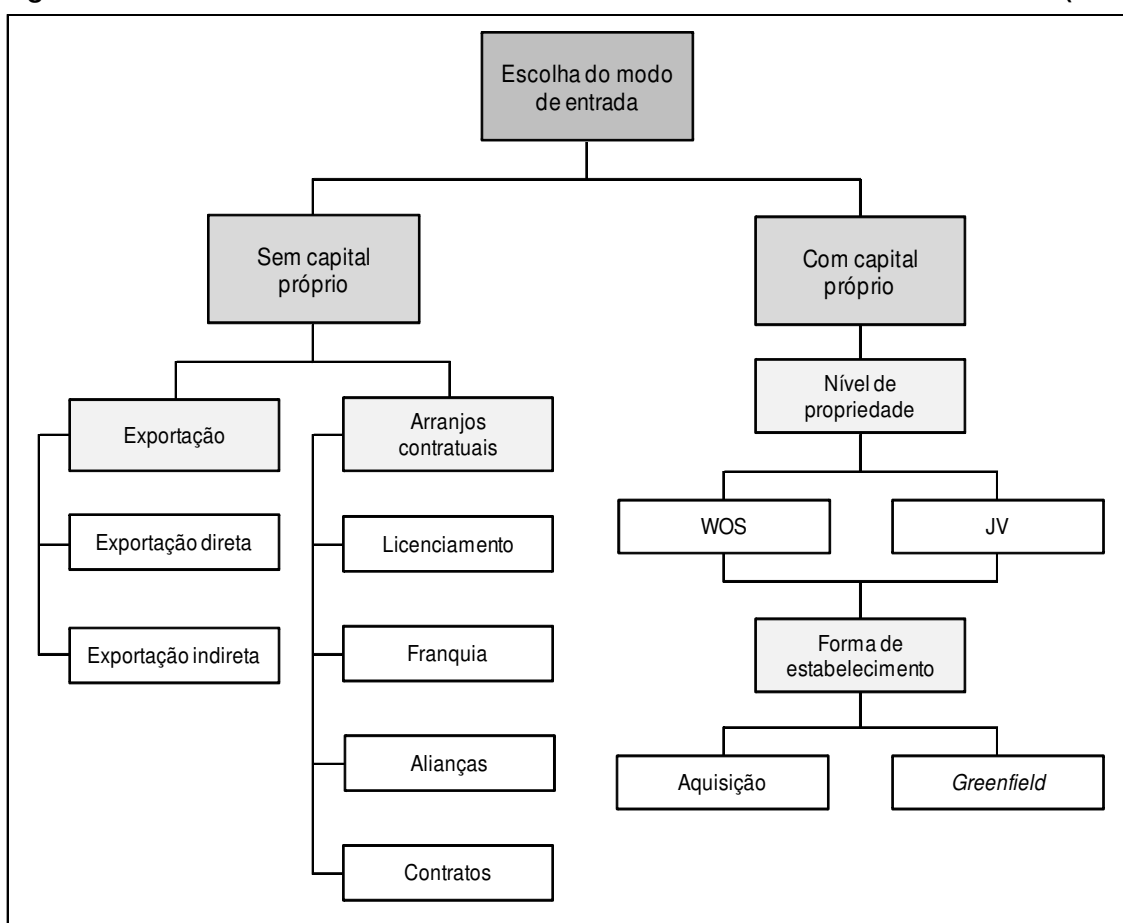 Escolha do modo
de entrada
Sem capital
próprio
Com capital
próprio
Exportação
Arranjos
contratuais
Nível de
propriedade
Exportação direta
Licenciamento
WOS
JV
Exportação indireta
Franquia
Forma de
estabelecimento
Alianças
Aquisição
Greenfield
Contratos